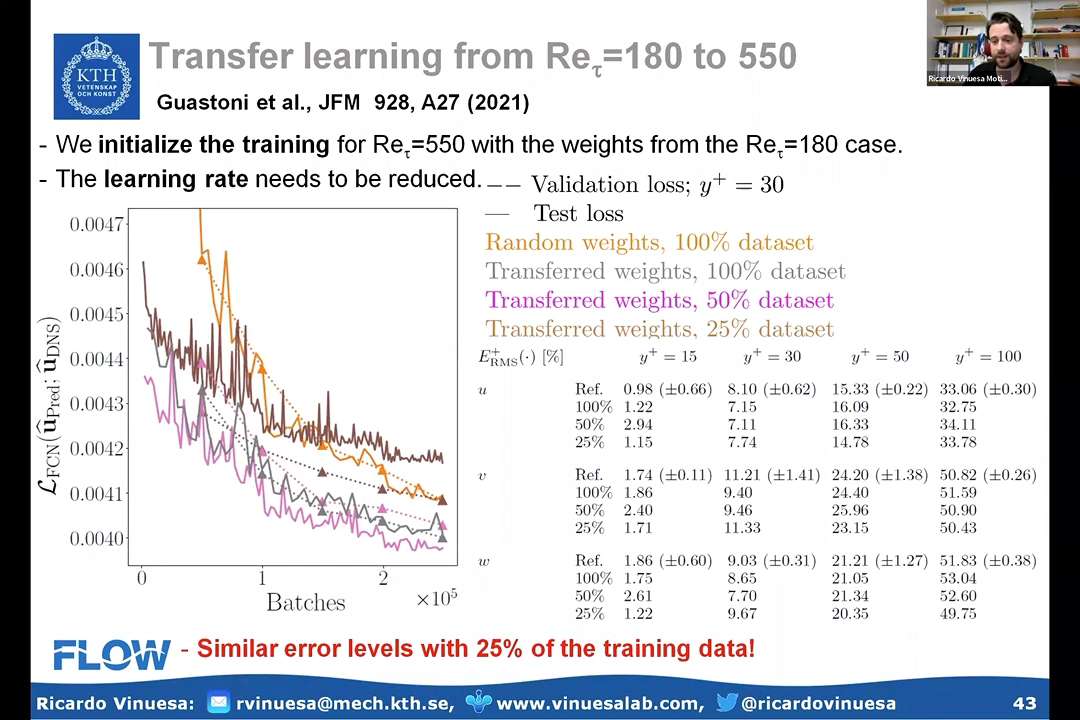 Transfer learning from Reτ=180 to 550
Guastoni et al., JFM 928, A27 (2021)
KTH
VETENSKAP
OCH KONST
Ricardo Vinuesa Moti...
- We initialize the training for Reτ=550 with the weights from the Reτ=180 case.
- The learning rate needs to be reduced.
−− Validation loss; y⁺ = 30
— Test loss
Random weights, 100% dataset
Transferred weights, 100% dataset
Transferred weights, 50% dataset
Transferred weights, 25% dataset
0.0047
0.0046
0.0045
0.0044
0.0043
0.0042
0.0041
0.0040
ℒFCN(ûPred; ûDNS)
0 1 2
Batches ×10⁵
E⁺RMS(·) [%] y⁺ = 15 y⁺ = 30 y⁺ = 50 y⁺ = 100
u Ref. 0.98 (±0.66) 8.10 (±0.62) 15.33 (±0.22) 33.06 (±0.30)
100% 1.22 7.15 16.09 32.75
50% 2.94 7.11 16.33 34.11
25% 1.15 7.74 14.78 33.78
v Ref. 1.74 (±0.11) 11.21 (±1.41) 24.20 (±1.38) 50.82 (±0.26)
100% 1.86 9.40 24.40 51.59
50% 2.40 9.46 25.96 50.90
25% 1.71 11.33 23.15 50.43
w Ref. 1.86 (±0.60) 9.03 (±0.31) 21.21 (±1.27) 51.83 (±0.38)
100% 1.75 8.65 21.05 53.04
50% 2.61 7.70 21.34 52.60
25% 1.22 9.67 20.35 49.75
FLOW
- Similar error levels with 25% of the training data!
Ricardo Vinuesa: rvinuesa@mech.kth.se, www.vinuesalab.com, @ricardovinuesa 43